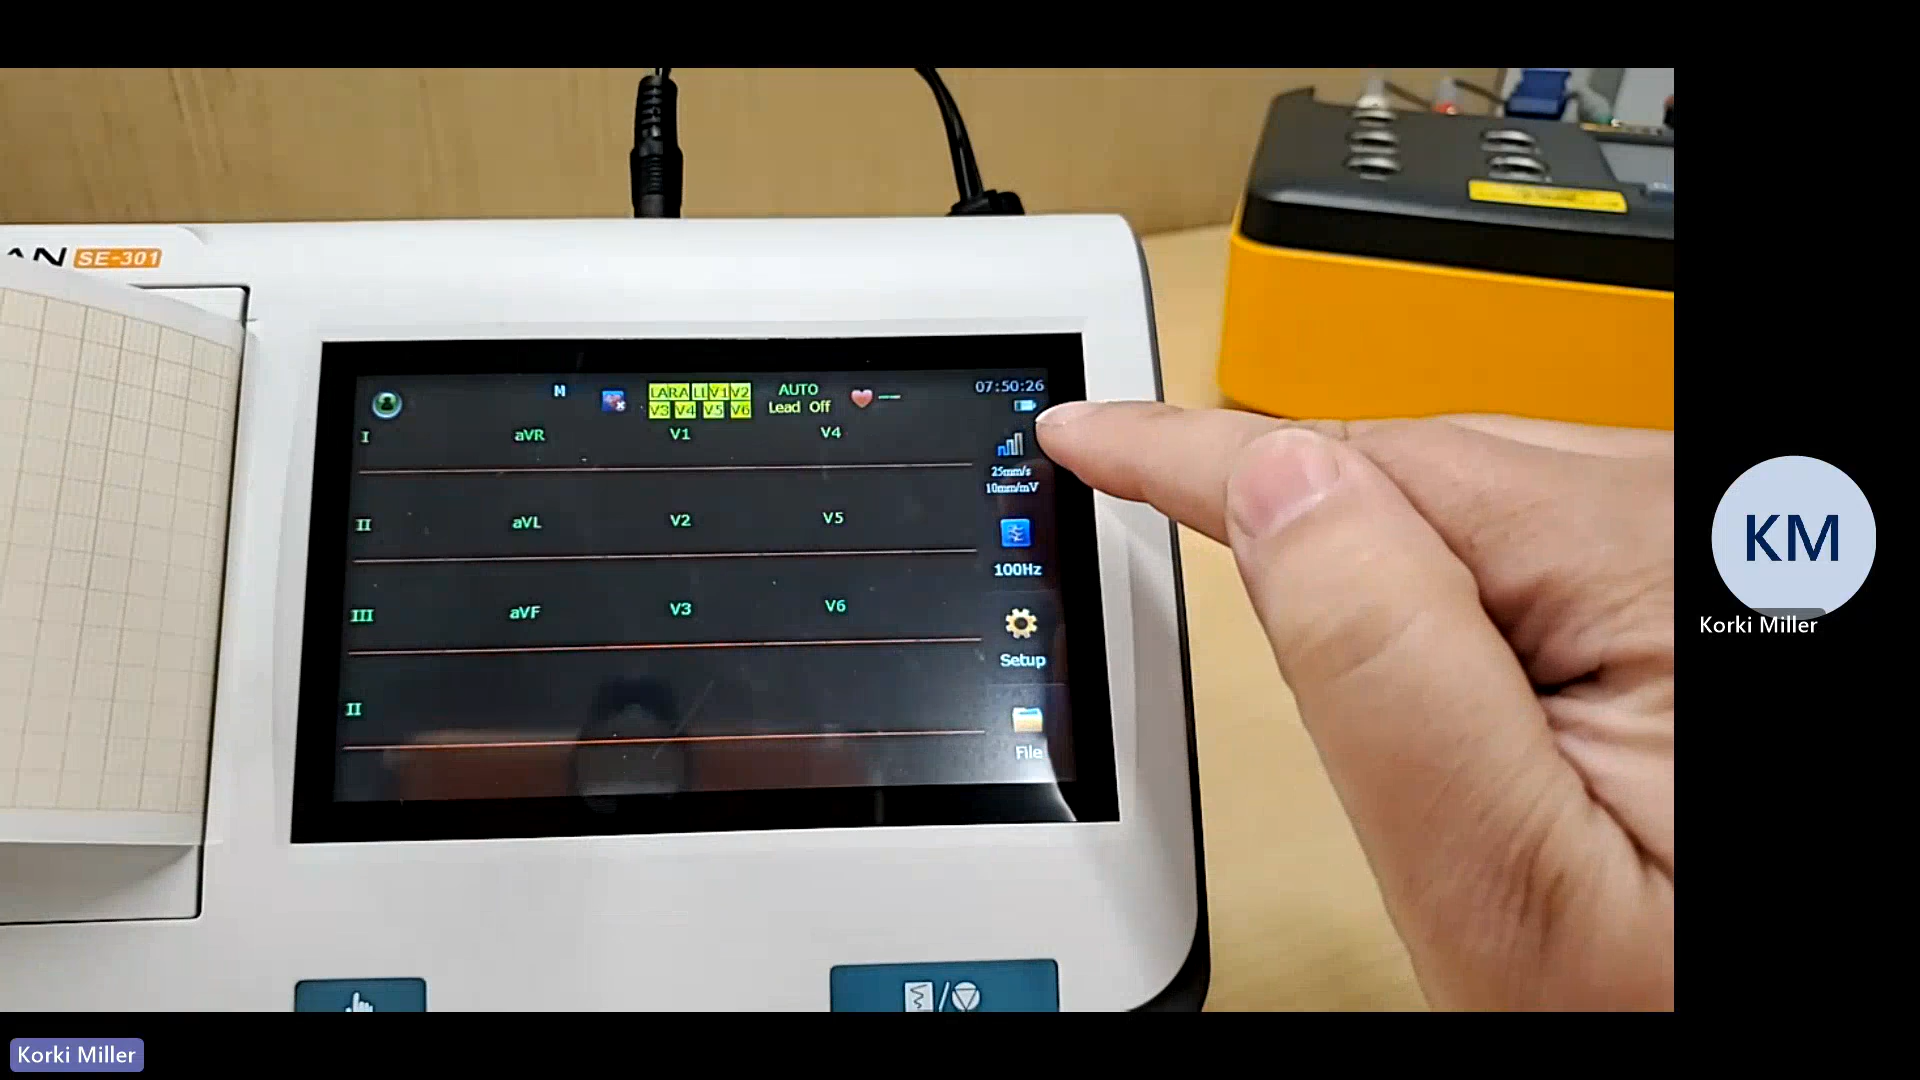 AN SE-301
M
LA RA LL V1 V2
V3 V4 V5 V6
AUTO
Lead Off
07:50:26
I aVR V1 V4
25mm/s
10mm/mV
II aVL V2 V5
100Hz
III aVF V3 V6
Setup
II
File
KM
Korki Miller
Korki Miller